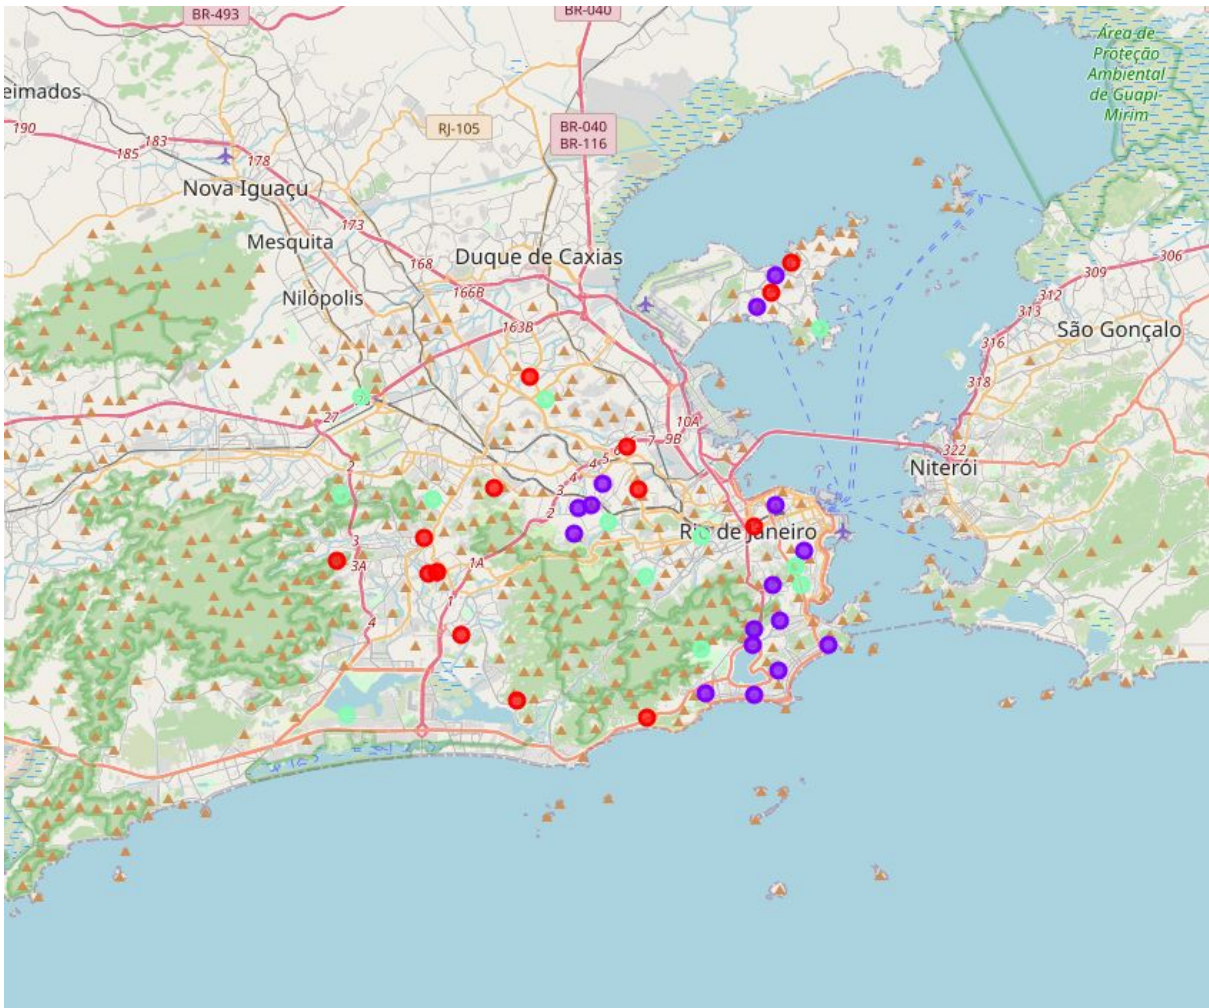 BR-493
BR-040
Área de
Proteção
Ambiental
de Guapi-
Mirim
eimados
190
183
185
178
RJ-105
BR-040
BR-116
Nova Iguaçu
173
Mesquita
168
Duque de Caxias
166B
Nilópolis
163B
306
309
312
313
316
São Gonçalo
318
27
10A
7
9B
4
5
4
3
2
322
Niterói
2
3
3A
1A
Rio de Janeiro
1
4